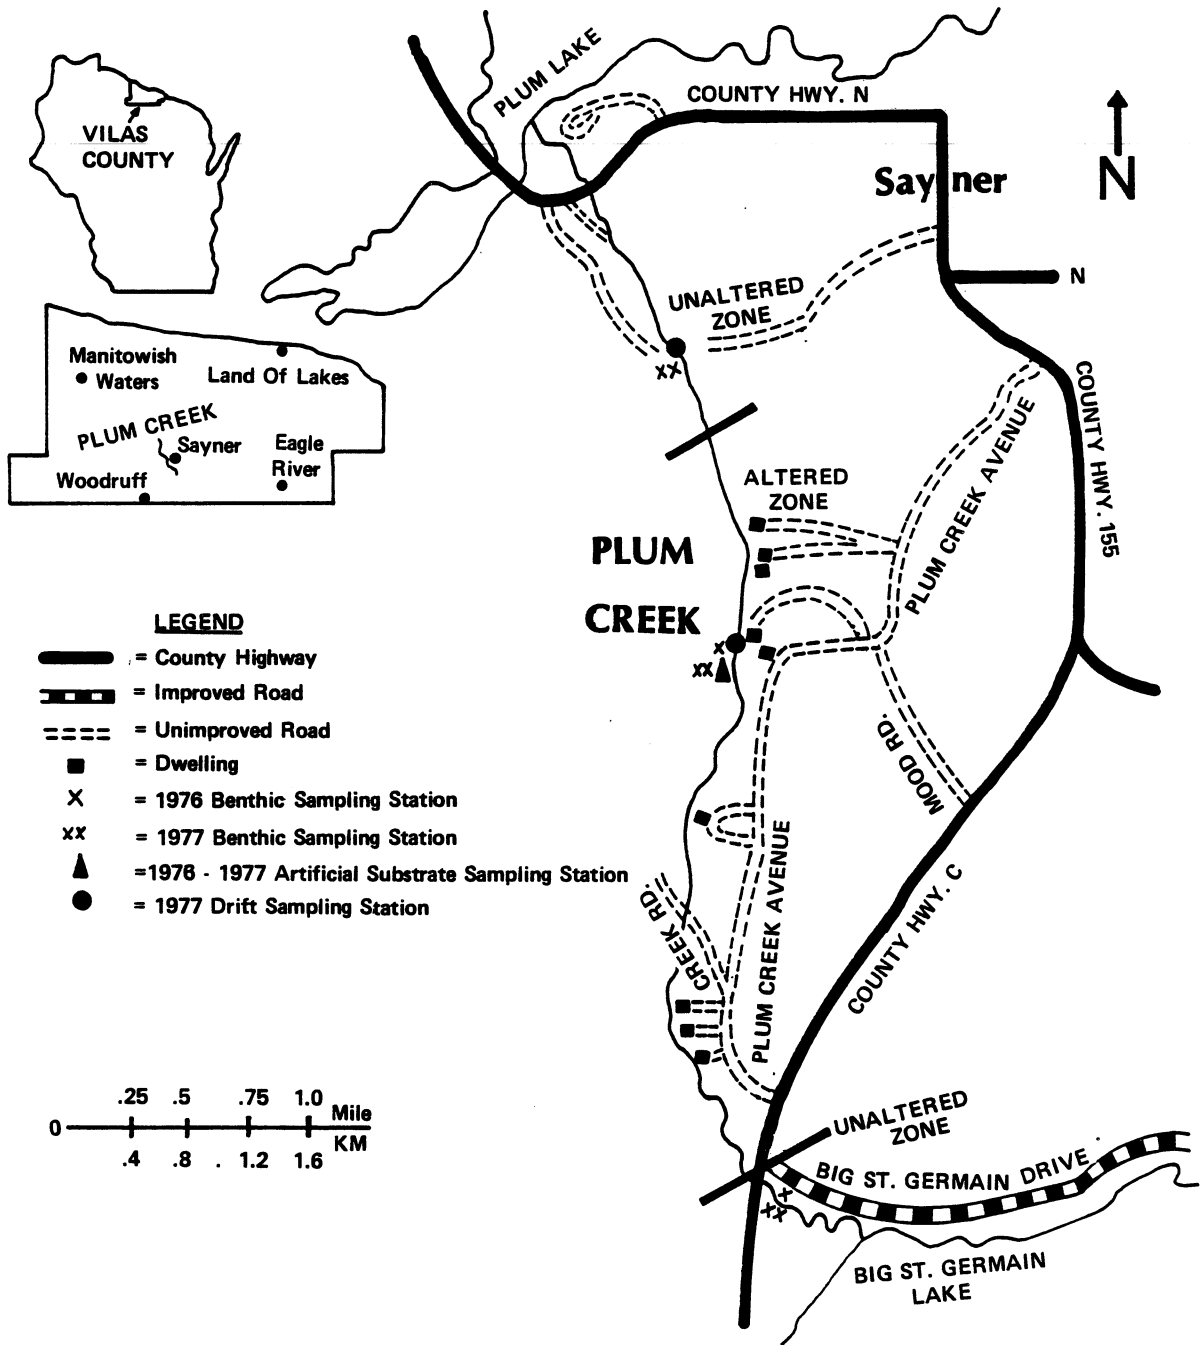 VILAS
COUNTY
PLUM LAKE
COUNTY HWY. N
N
Sayner
N
UNALTERED
ZONE
XX
Manitowish
Waters
Land Of Lakes
PLUM CREEK
Sayner
Eagle
River
Woodruff
COUNTY HWY. 155
PLUM CREEK AVENUE
ALTERED
ZONE
PLUM
CREEK
X
XX
LEGEND
= County Highway
= Improved Road
= Unimproved Road
= Dwelling
X = 1976 Benthic Sampling Station
XX = 1977 Benthic Sampling Station
=1976 - 1977 Artificial Substrate Sampling Station
= 1977 Drift Sampling Station
MOOD RD.
COUNTY HWY. C
PLUM CREEK AVENUE
CREEK RD.
.25 .5 .75 1.0 Mile
0
KM
.4 .8 . 1.2 1.6
UNALTERED
ZONE
BIG ST. GERMAIN DRIVE
X
XX
BIG ST. GERMAIN
LAKE